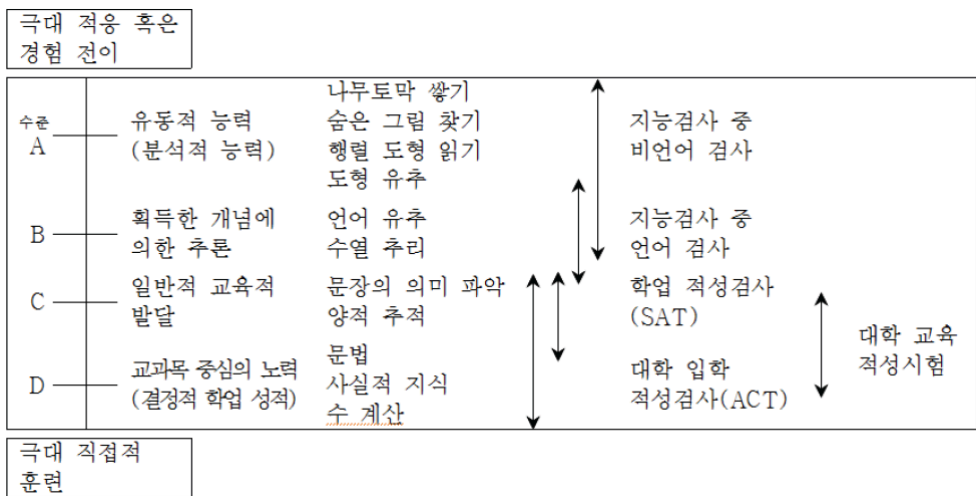 극대 적응 혹은
경험 전이
수준
A
유동적 능력
(분석적 능력)
나무토막 쌓기
숨은 그림 찾기
행렬 도형 읽기
도형 유추
지능검사 중
비언어 검사
B
획득한 개념에
의한 추론
언어 유추
수열 추리
지능검사 중
언어 검사
C
일반적 교육적
발달
문장의 의미 파악
양적 추적
학업 적성검사
(SAT)
D
교과목 중심의 노력
(결정적 학업 성적)
문법
사실적 지식
수 계산
대학 입학
적성검사(ACT)
대학 교육
적성시험
극대 직접적
훈련